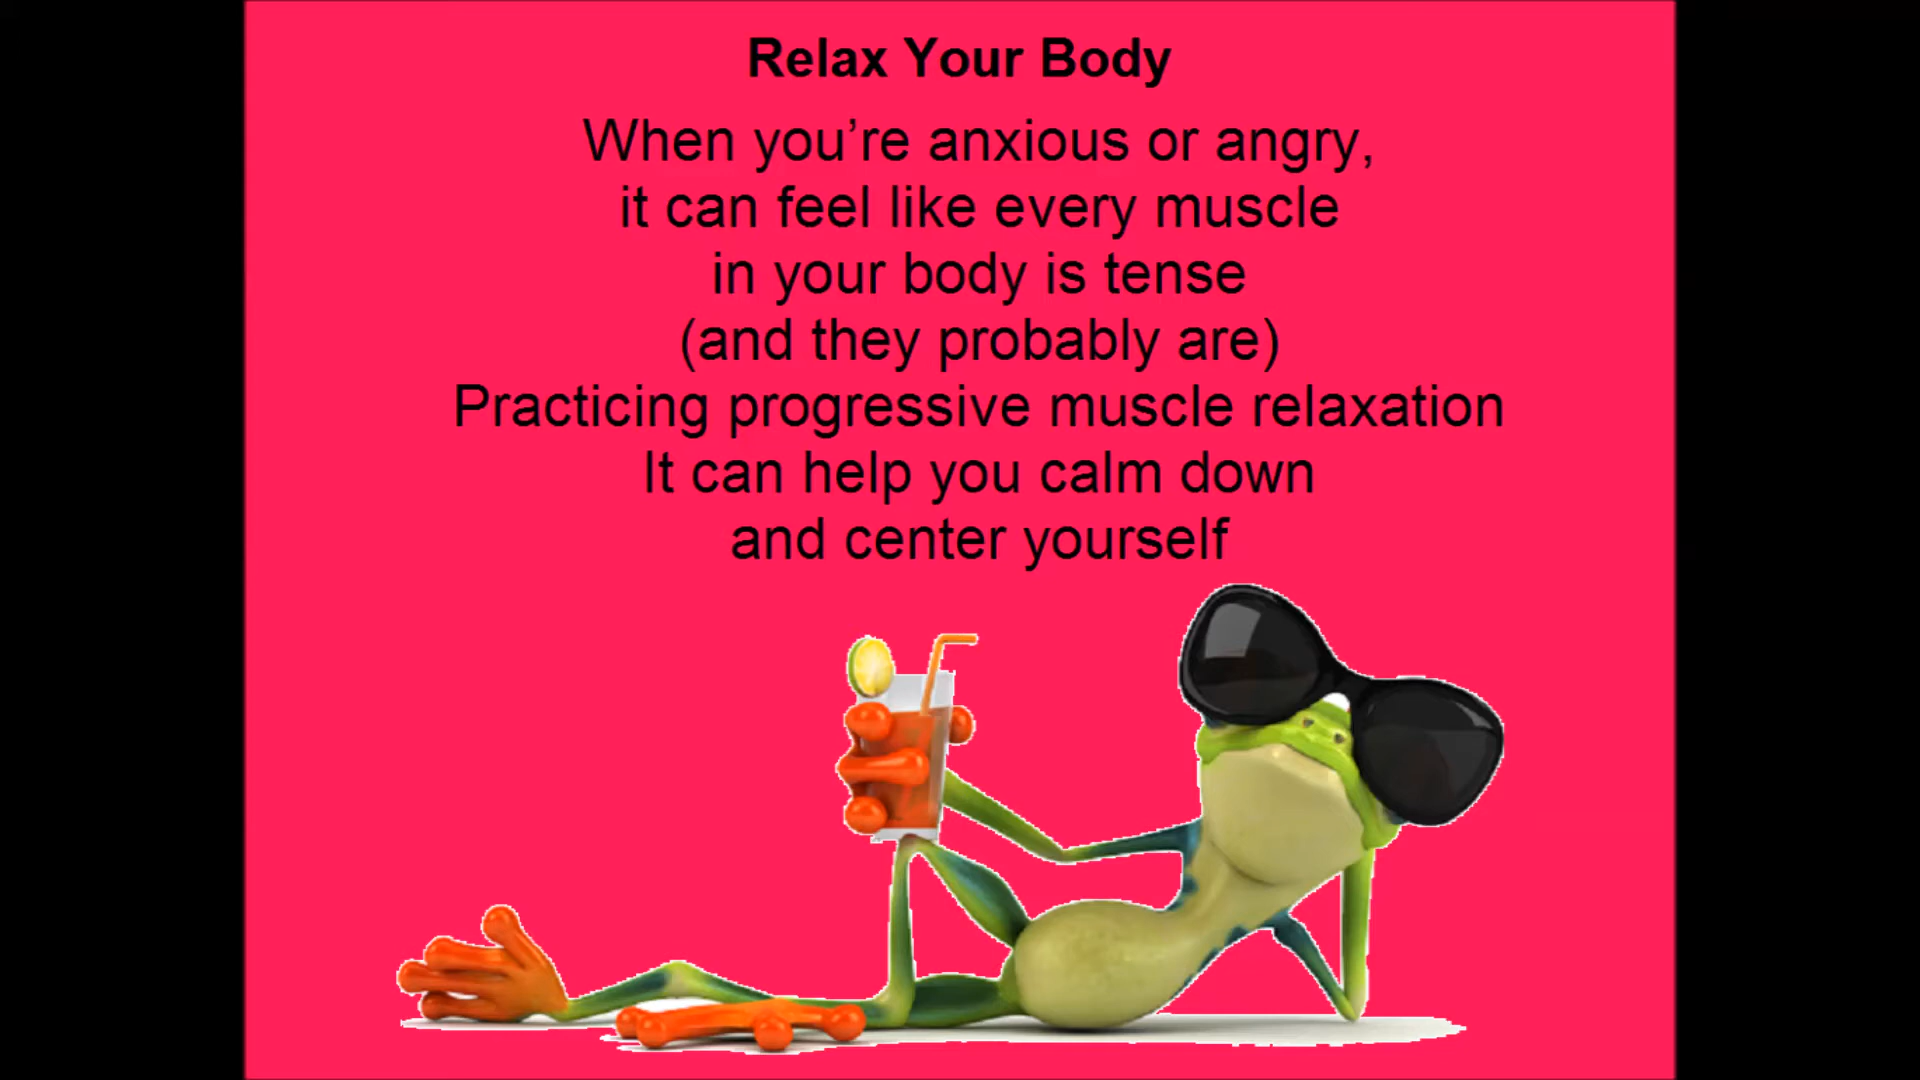 Relax Your Body
When you’re anxious or angry,
it can feel like every muscle
in your body is tense
(and they probably are)
Practicing progressive muscle relaxation
It can help you calm down
and center yourself